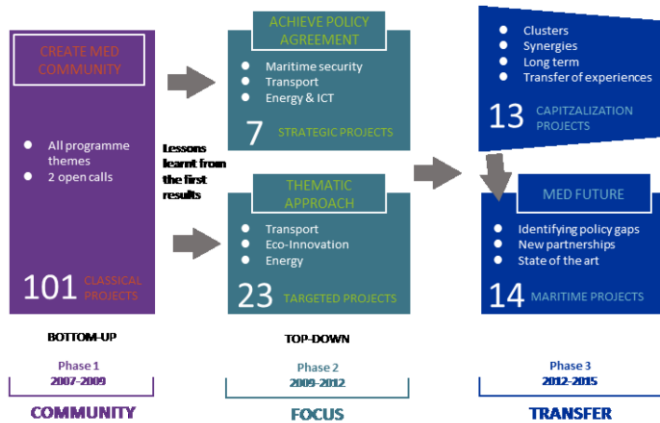 CREATE MED
COMMUNITY
All programme
themes
2 open calls
101 CLASSICAL
PROJECTS
Lessons
learnt from
the first
results
ACHIEVE POLICY
AGREEMENT
Maritime security
Transport
Energy & ICT
7 STRATEGIC PROJECTS
THEMATIC
APPROACH
Transport
Eco-Innovation
Energy
23 TARGETED PROJECTS
Clusters
Synergies
Long term
Transfer of experiences
13 CAPITZALIZATION
PROJECTS
MED FUTURE
Identifying policy gaps
New partnerships
State of the art
14 MARITIME PROJECTS
BOTTOM-UP
TOP-DOWN
Phase 1
2007-2009
COMMUNITY
Phase 2
2009-2012
FOCUS
Phase 3
2012-2015
TRANSFER